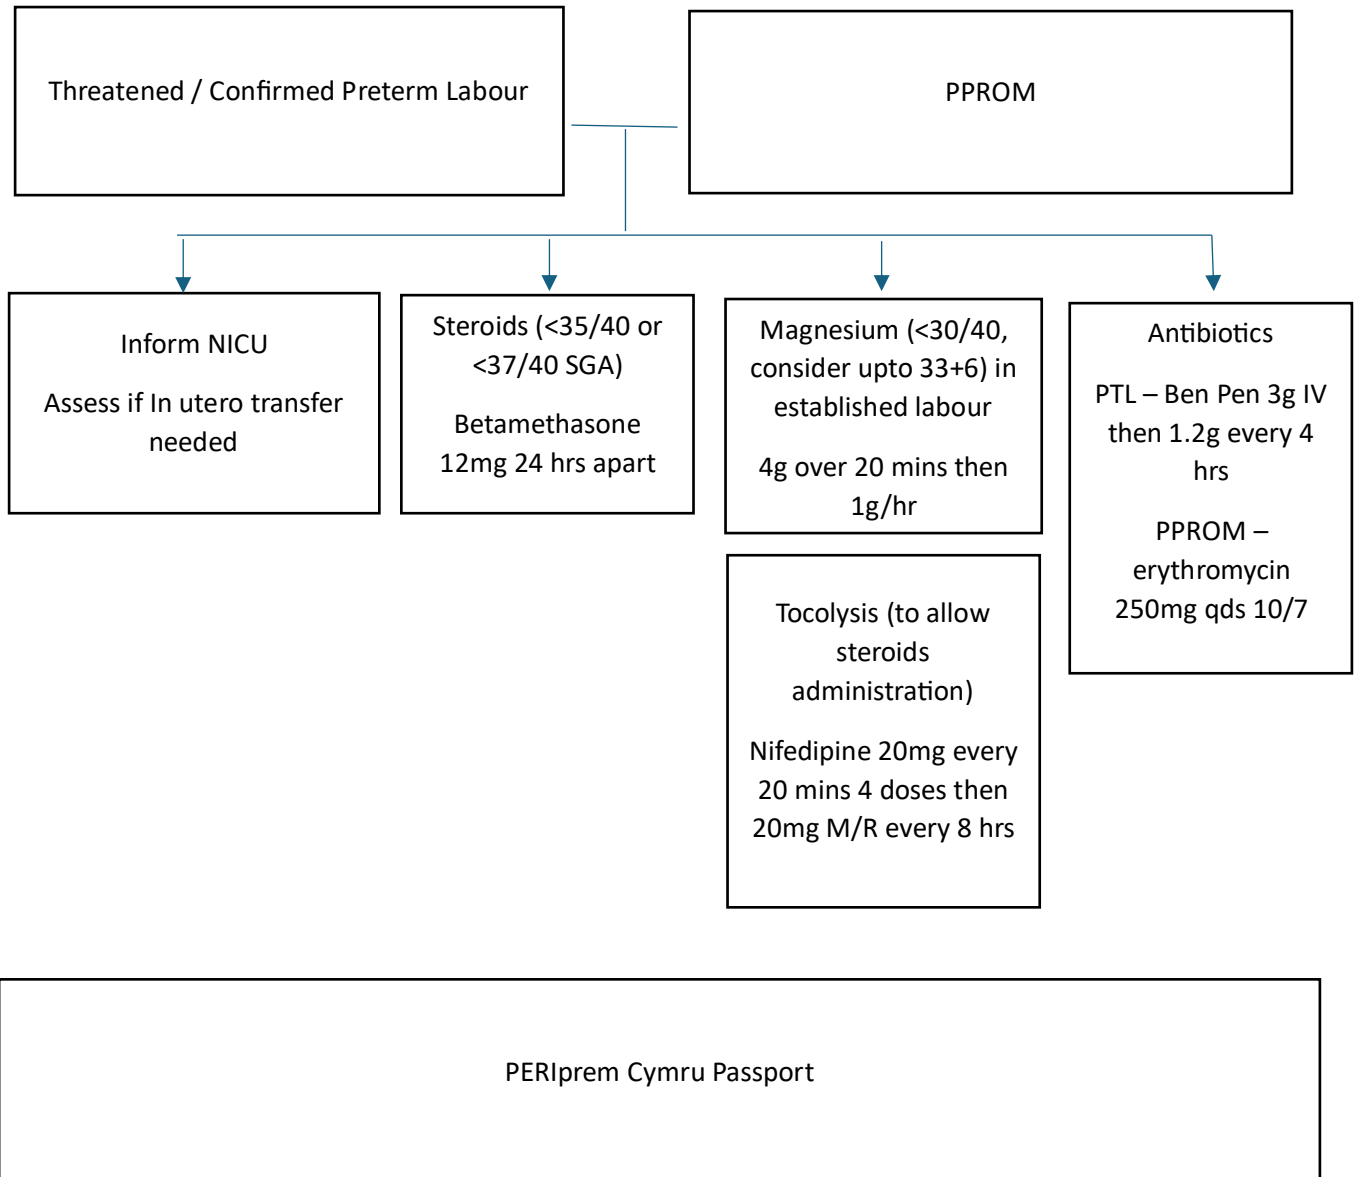 Threatened / Confirmed Preterm Labour
PPROM
Inform NICU
Assess if In utero transfer
needed
Steroids (<35/40 or
<37/40 SGA)
Betamethasone
12mg 24 hrs apart
Magnesium (<30/40,
consider upto 33+6) in
established labour
4g over 20 mins then
1g/hr
Antibiotics
PTL – Ben Pen 3g IV
then 1.2g every 4
hrs
PPROM –
erythromycin
250mg qds 10/7
Tocolysis (to allow
steroids
administration)
Nifedipine 20mg every
20 mins 4 doses then
20mg M/R every 8 hrs
PERIprem Cymru Passport